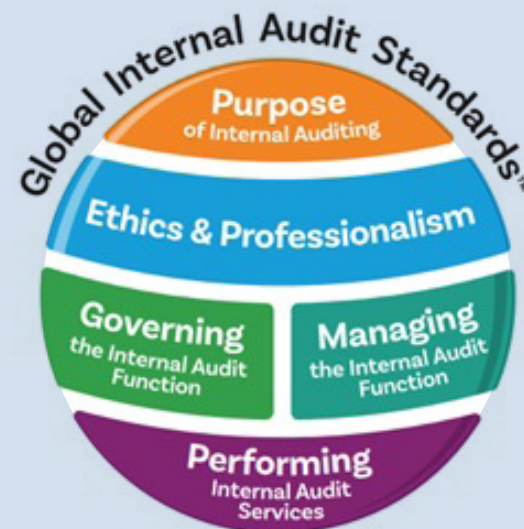 Global Internal Audit Standards™
Purpose
of Internal Auditing
Ethics & Professionalism
Governing
the Internal Audit
Function
Managing
the Internal Audit
Function
Performing
Internal Audit
Services